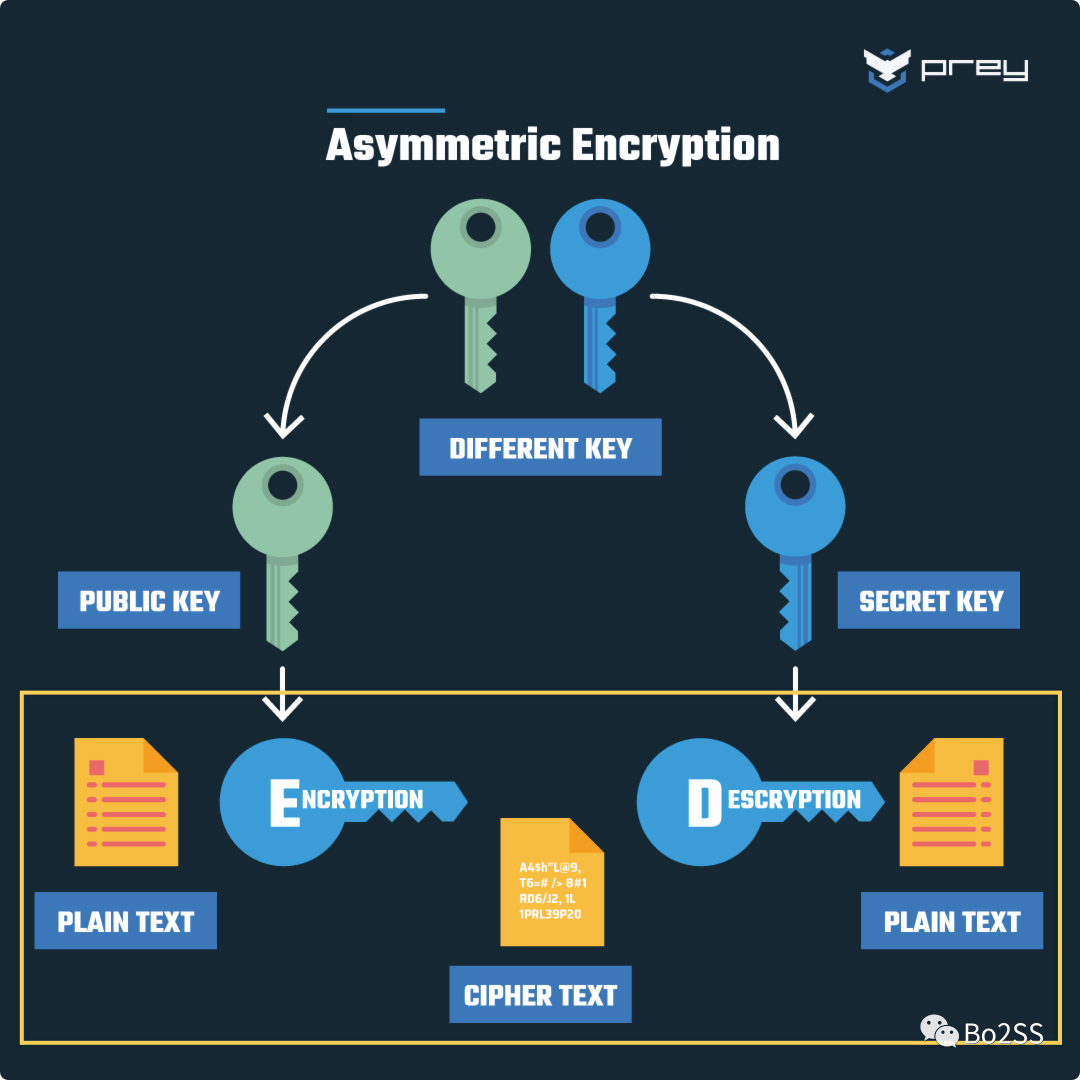 prey
Asymmetric Encryption
DIFFERENT KEY
PUBLIC KEY
SECRET KEY
ENCRYPTION
DESCRYPTION
A4$h"L@9,
T6=# /> 8#1
R06/J2, 1L
1PRL39P20
PLAIN TEXT
PLAIN TEXT
CIPHER TEXT
Bo2SS